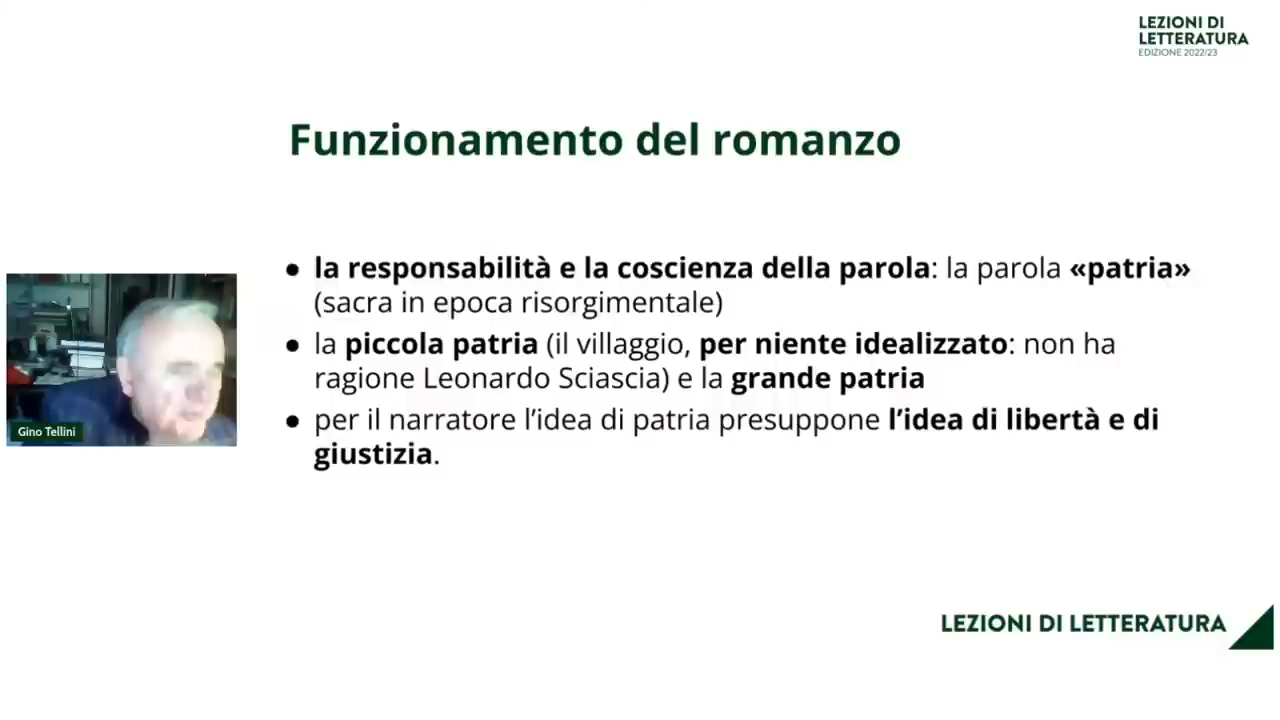 LEZIONI DI
LETTERATURA
EDIZIONE 2022/23
Funzionamento del romanzo
● la responsabilità e la coscienza della parola: la parola «patria»
(sacra in epoca risorgimentale)
● la piccola patria (il villaggio, per niente idealizzato: non ha
ragione Leonardo Sciascia) e la grande patria
● per il narratore l’idea di patria presuppone l’idea di libertà e di
giustizia.
Gino Tellini
LEZIONI DI LETTERATURA